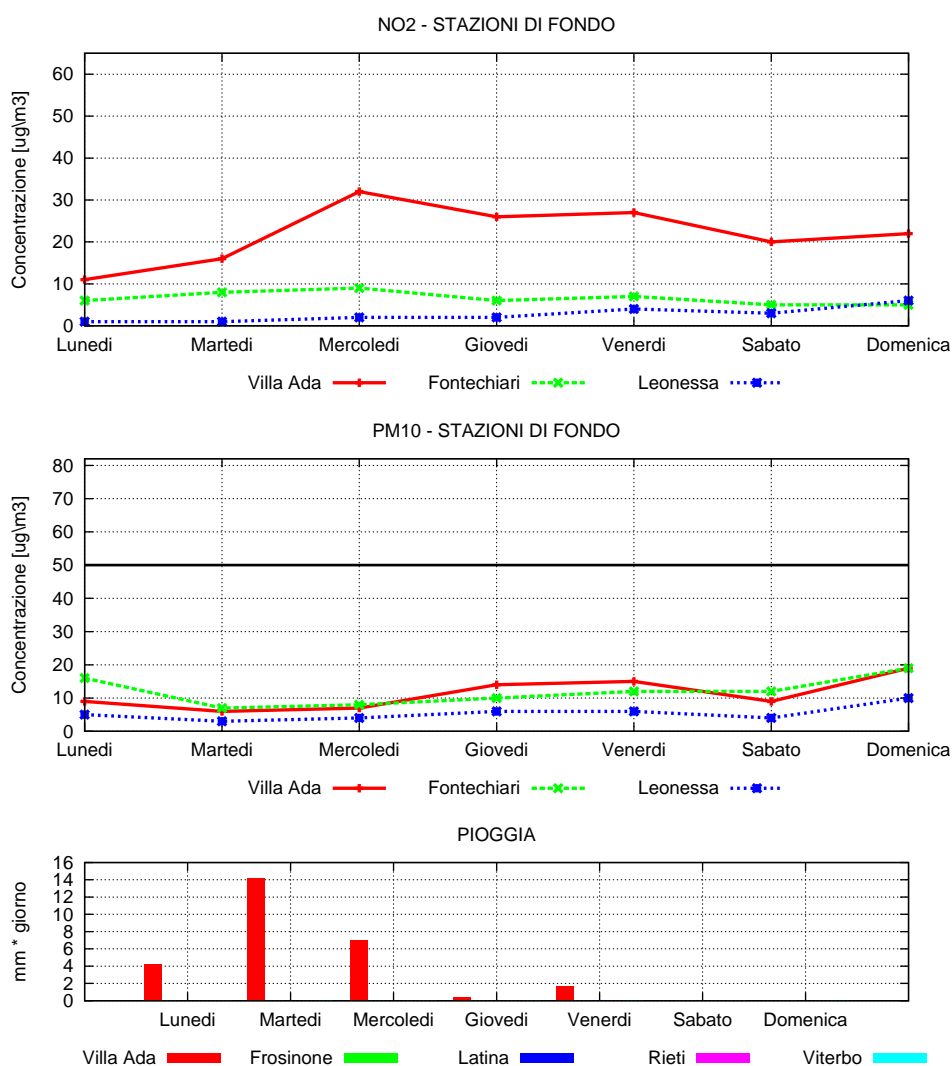 NO2 - STAZIONI DI FONDO
Concentrazione [ug\m3]
60
50
40
30
20
10
0
Lunedi Martedi Mercoledi Giovedi Venerdi Sabato Domenica
Villa Ada Fontechiari Leonessa
PM10 - STAZIONI DI FONDO
Concentrazione [ug\m3]
80
70
60
50
40
30
20
10
0
Lunedi Martedi Mercoledi Giovedi Venerdi Sabato Domenica
Villa Ada Fontechiari Leonessa
PIOGGIA
mm * giorno
16
14
12
10
8
6
4
2
0
Lunedi Martedi Mercoledi Giovedi Venerdi Sabato Domenica
Villa Ada Frosinone Latina Rieti Viterbo